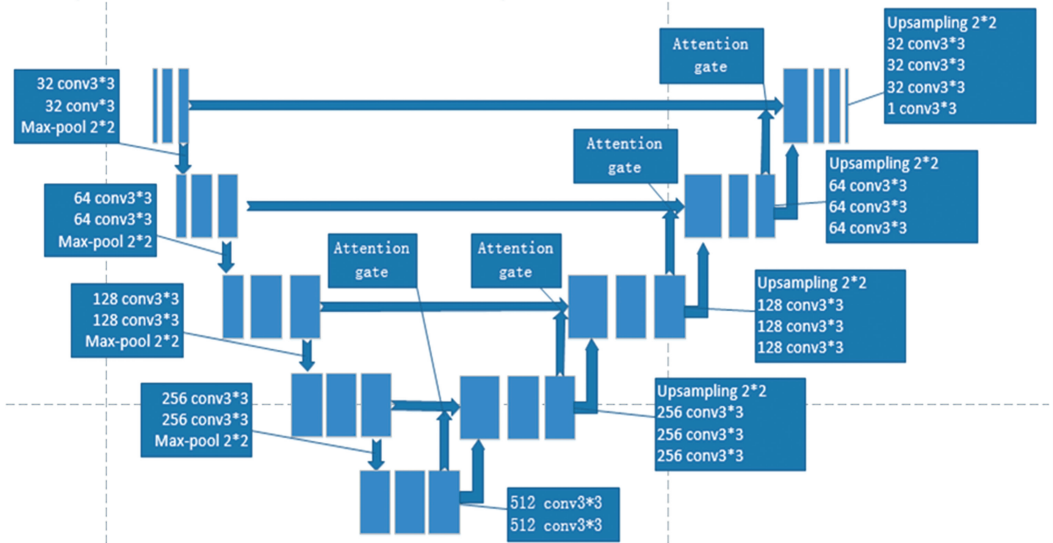 32 conv3*3
32 conv*3
Max-pool 2*2
64 conv3*3
64 conv3*3
Max-pool 2*2
128 conv3*3
128 conv3*3
Max-pool 2*2
256 conv3*3
256 conv3*3
Max-pool 2*2
512 conv3*3
512 conv3*3
Attention
gate
Attention
gate
Attention
gate
Attention
gate
Upsampling 2*2
256 conv3*3
256 conv3*3
256 conv3*3
Upsampling 2*2
128 conv3*3
128 conv3*3
128 conv3*3
Upsampling 2*2
64 conv3*3
64 conv3*3
64 conv3*3
Upsampling 2*2
32 conv3*3
32 conv3*3
32 conv3*3
1 conv3*3